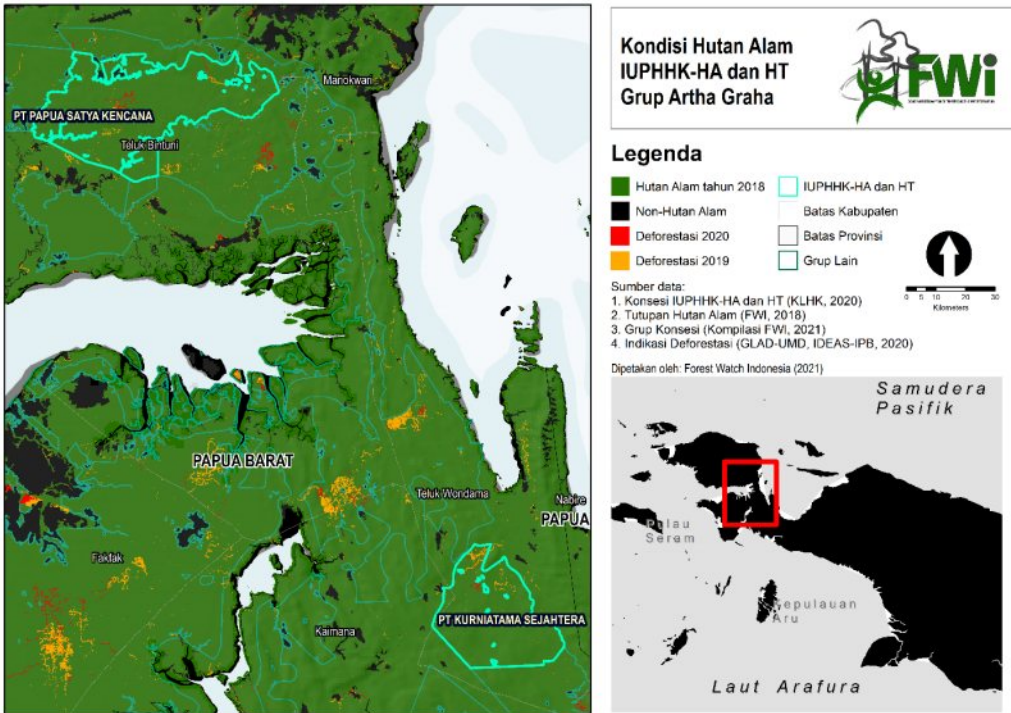 Kondisi Hutan Alam
IUPHHK-HA dan HT
Grup Artha Graha
FWi
Legenda
Hutan Alam tahun 2018
Non-Hutan Alam
Deforestasi 2020
Deforestasi 2019
IUPHHK-HA dan HT
Batas Kabupaten
Batas Provinsi
Grup Lain
0 5 10 20 30
Kilometers
Sumber data:
1. Konsesi IUPHHK-HA dan HT (KLHK, 2020)
2. Tutupan Hutan Alam (FWI, 2018)
3. Grup Konsesi (Kompilasi FWI, 2021)
4. Indikasi Deforestasi (GLAD-UMD, IDEAS-IPB, 2020)
Dipetakan oleh: Forest Watch Indonesia (2021)
Manokwari
PT PAPUA SATYA KENCANA
Teluk Bintuni
PAPUA BARAT
Teluk Wondama
Nabire
PAPUA
Fakfak
Kaimana
PT KURNIATAMA SEJAHTERA
Samudera
Pasifik
Pulau
Seram
Kepulauan
Aru
Laut Arafura